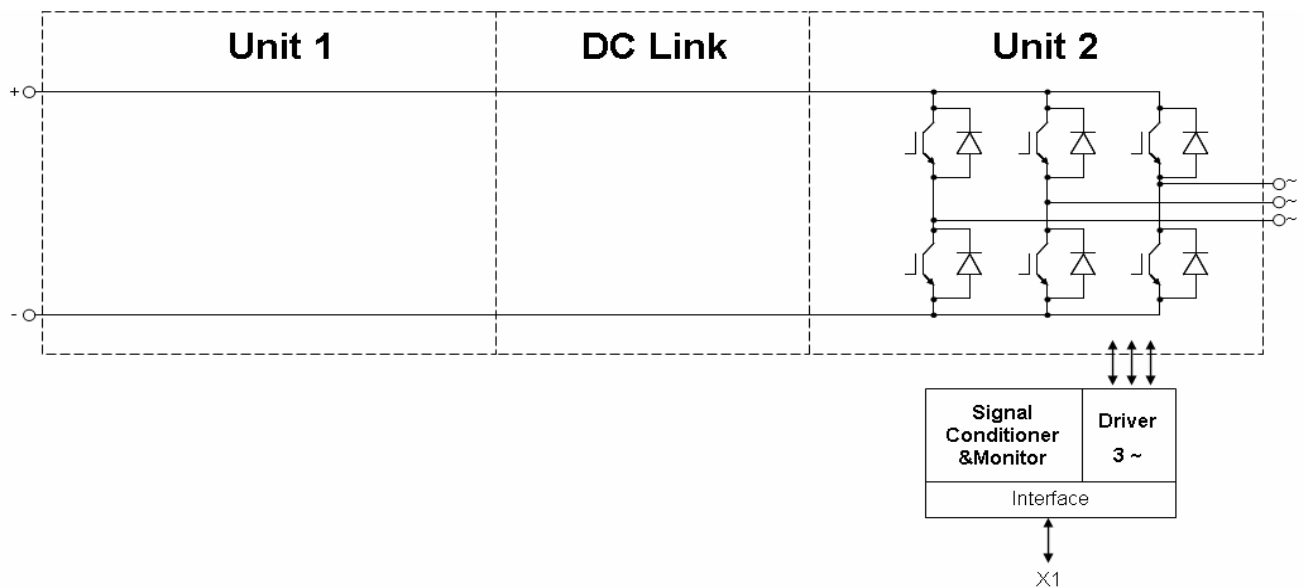 Unit 1
DC Link
Unit 2
+
~
~
~
-
Signal
Conditioner
&Monitor
Driver
3 ~
Interface
X1